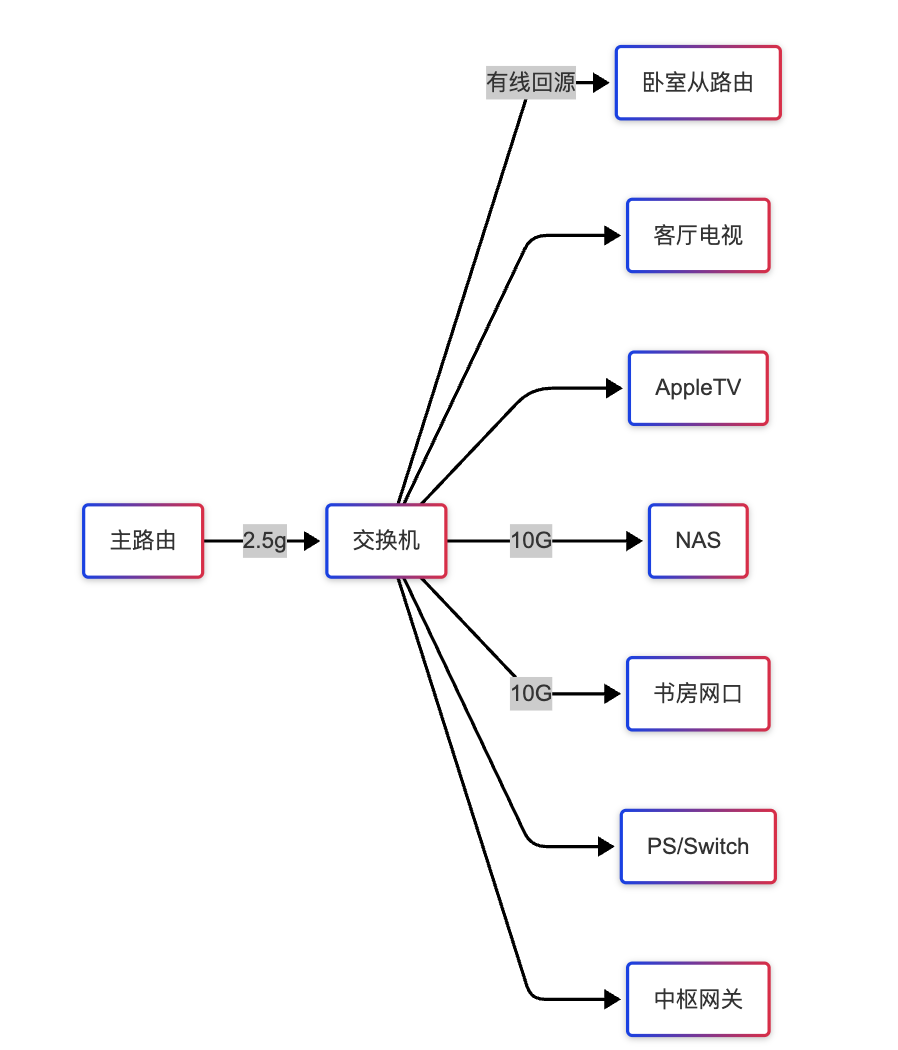 有线回源
卧室从路由
客厅电视
AppleTV
主路由
2.5g
交换机
10G
NAS
10G
书房网口
PS/Switch
中枢网关